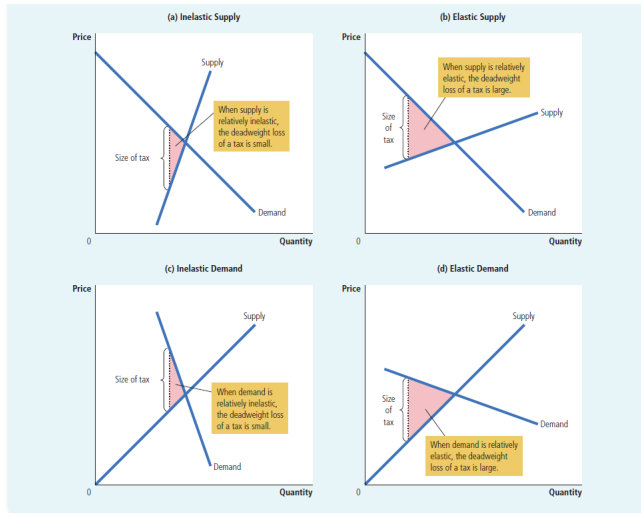 (a) Inelastic Supply
Price
Supply
When supply is
relatively inelastic,
the deadweight loss
of a tax is small.
Size of tax
Demand
0
Quantity
(b) Elastic Supply
Price
When supply is relatively
elastic, the deadweight
loss of a tax is large.
Supply
Size
of
tax
Demand
0
Quantity
(c) Inelastic Demand
Price
Supply
Size of tax
When demand is
relatively inelastic,
the deadweight loss
of a tax is small.
Demand
0
Quantity
(d) Elastic Demand
Price
Supply
Size
of
tax
Demand
When demand is relatively
elastic, the deadweight
loss of a tax is large.
0
Quantity